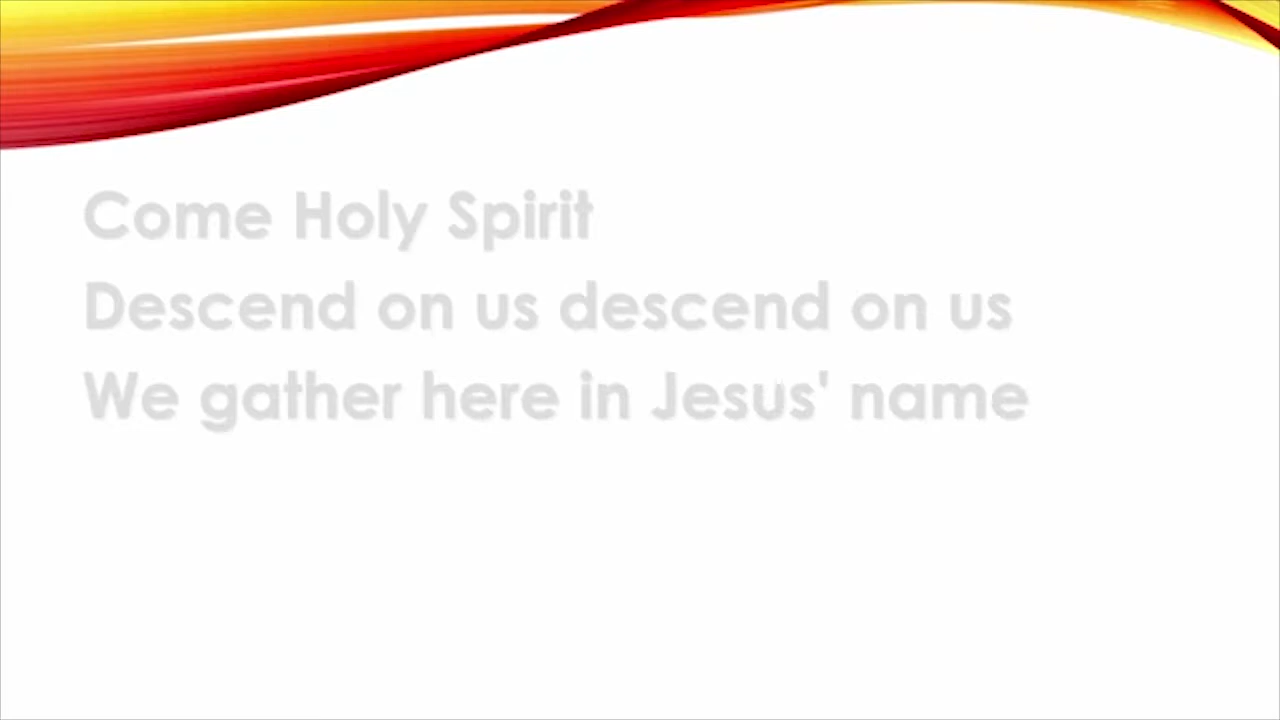 Come Holy Spirit
Descend on us descend on us
We gather here in Jesus' name